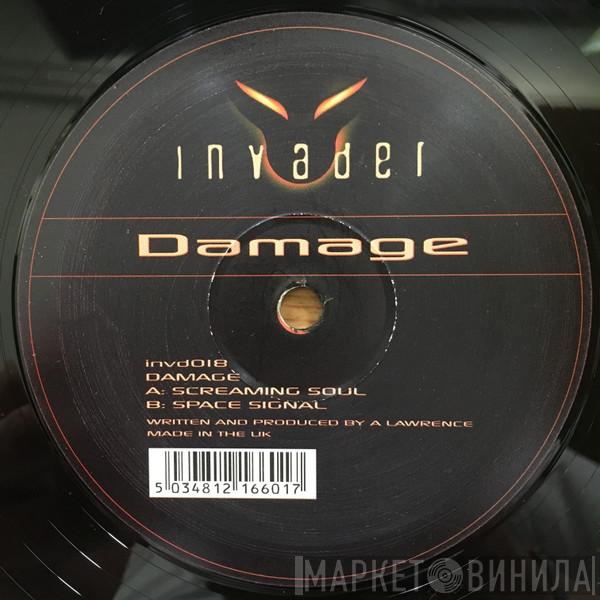 invader
Damage
invd018
DAMAGE
A: SCREAMING SOUL
B: SPACE SIGNAL
WRITTEN AND PRODUCED BY A LAWRENCE
MADE IN THE UK
5 034812 166017
МАРКЕТ ВИНИЛА